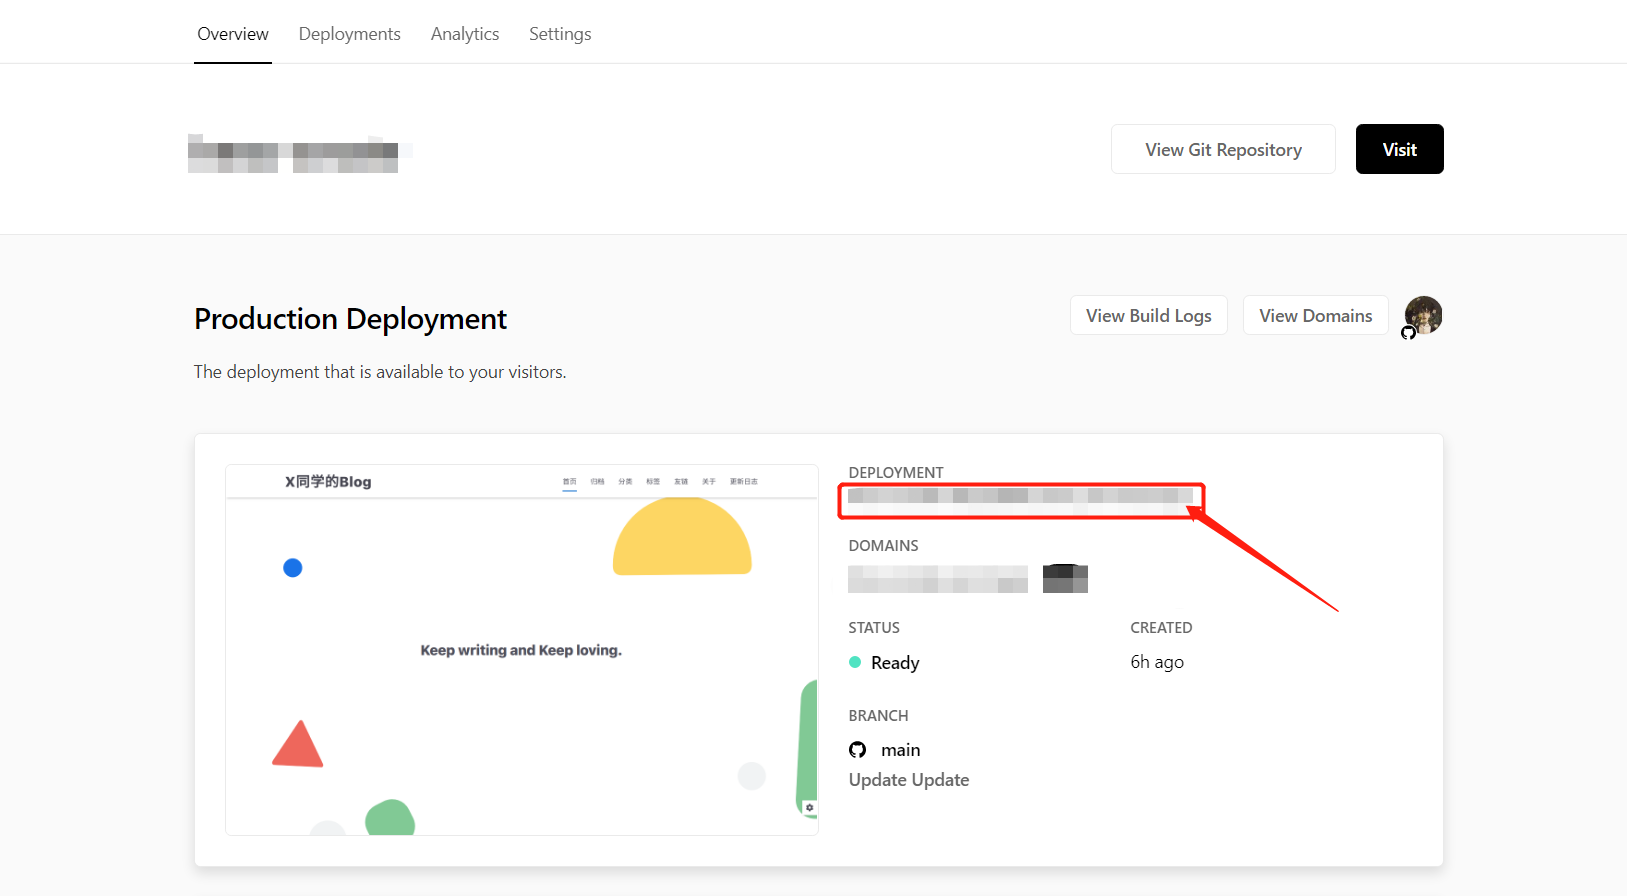 Overview Deployments Analytics Settings
View Git Repository Visit
Production Deployment
View Build Logs View Domains
The deployment that is available to your visitors.
X同学的Blog
首页 归档 分类 标签 友链 关于 更新日志
Keep writing and Keep loving.
DEPLOYMENT
DOMAINS
STATUS CREATED
Ready 6h ago
BRANCH
main
Update Update